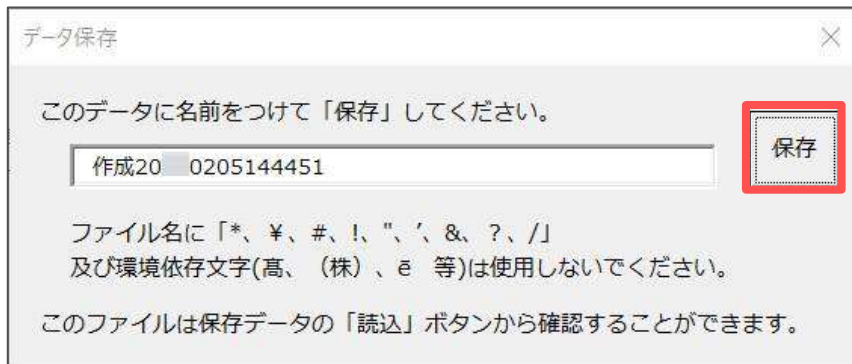 データ保存
このデータに名前をつけて「保存」してください。
保存
作成20 0205144451
ファイル名に「*、￥、#、!、"、’、&、？、/」
及び環境依存文字(髙、（株）、ē 等)は使用しないでください。
このファイルは保存データの「読込」ボタンから確認することができます。